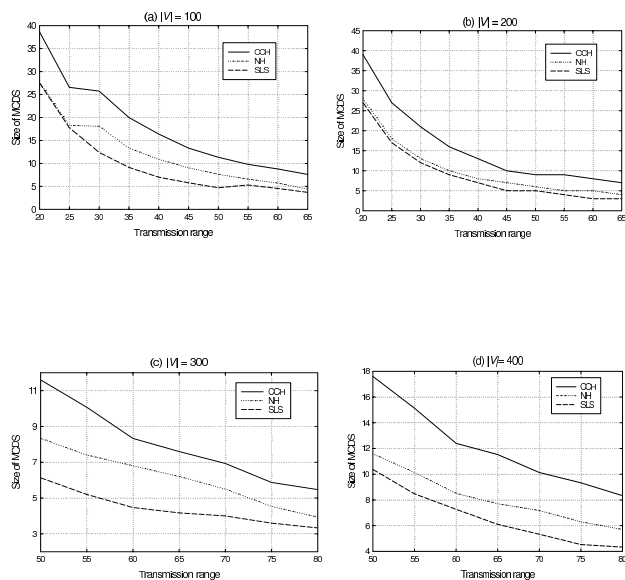 (a) |V| = 100
40
35
30
25
20
15
10
5
0
Size of MCDS
CCH
NH
SLS
20 25 30 35 40 45 50 55 60 65
Transmission range
(b) |V| = 200
45
40
35
30
25
20
15
10
5
0
Size of MCDS
CCH
NH
SLS
20 25 30 35 40 45 50 55 60 65
Transmission range
(c) |V| = 300
11
9
7
5
3
Size of MCDS
CCH
NH
SLS
50 55 60 65 70 75 80
Transmission range
(d) |V|= 400
18
16
14
12
10
8
6
4
Size of MCDS
CCH
NH
SLS
50 55 60 65 70 75 80
Transmission range